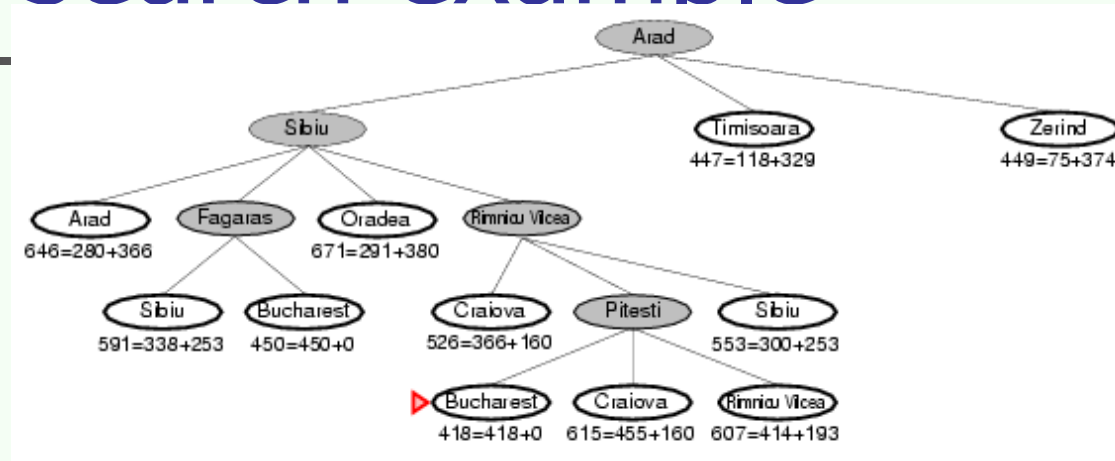 search example
Arad
Sibiu Timisoara Zerind
447=118+329 449=75+374
Arad Fagaras Oradea Rimnicu Vilcea
646=280+366 671=291+380
Sibiu Bucharest Craiova Pitesti Sibiu
591=338+253 450=450+0 526=366+160 553=300+253
Bucharest Craiova Rimnicu Vilcea
418=418+0 615=455+160 607=414+193